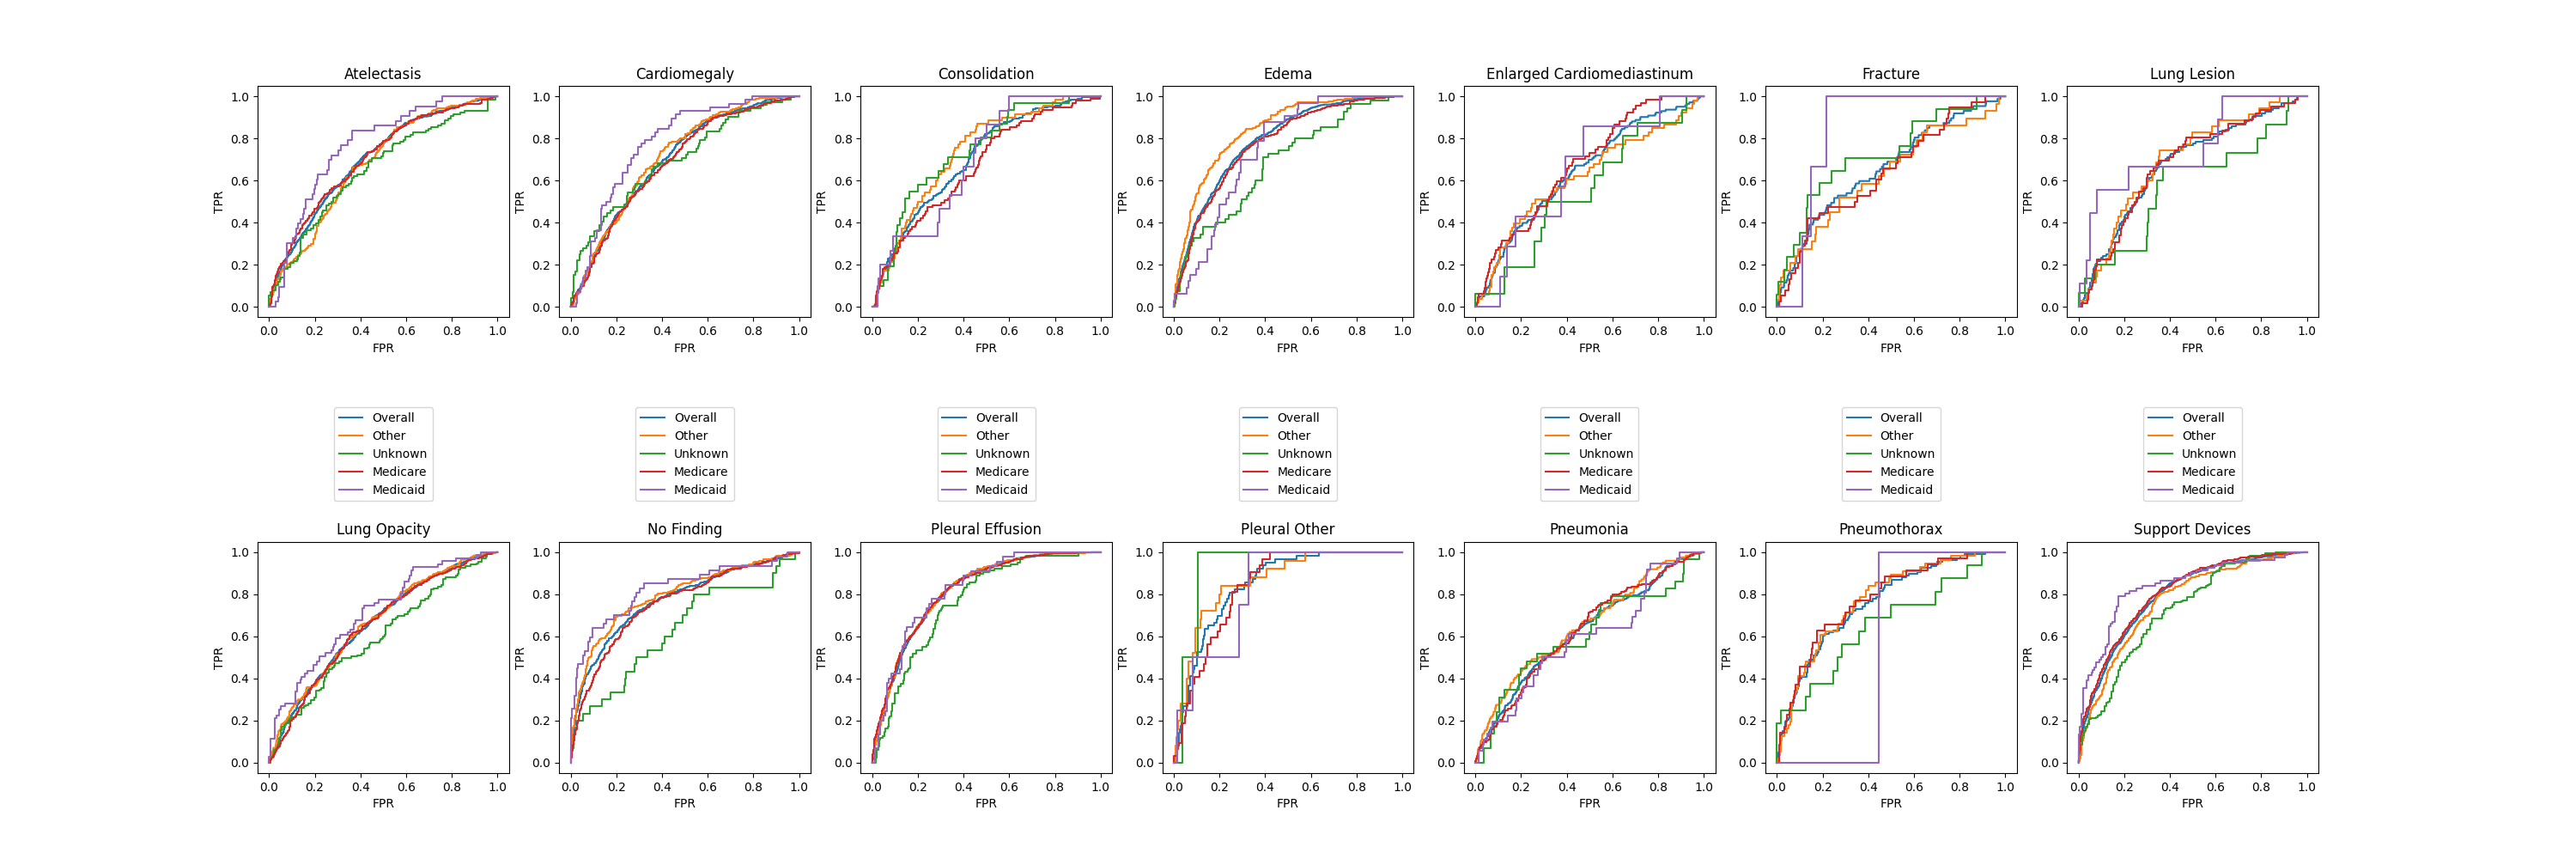 Atelectasis
1.0
0.8
0.6
0.4
0.2
0.0
TPR
0.0 0.2 0.4 0.6 0.8 1.0
FPR
Overall
Other
Unknown
Medicare
Medicaid
Cardiomegaly
1.0
0.8
0.6
0.4
0.2
0.0
TPR
0.0 0.2 0.4 0.6 0.8 1.0
FPR
Overall
Other
Unknown
Medicare
Medicaid
Consolidation
1.0
0.8
0.6
0.4
0.2
0.0
TPR
0.0 0.2 0.4 0.6 0.8 1.0
FPR
Overall
Other
Unknown
Medicare
Medicaid
Edema
1.0
0.8
0.6
0.4
0.2
0.0
TPR
0.0 0.2 0.4 0.6 0.8 1.0
FPR
Overall
Other
Unknown
Medicare
Medicaid
Enlarged Cardiomediastinum
1.0
0.8
0.6
0.4
0.2
0.0
TPR
0.0 0.2 0.4 0.6 0.8 1.0
FPR
Overall
Other
Unknown
Medicare
Medicaid
Fracture
1.0
0.8
0.6
0.4
0.2
0.0
TPR
0.0 0.2 0.4 0.6 0.8 1.0
FPR
Overall
Other
Unknown
Medicare
Medicaid
Lung Lesion
1.0
0.8
0.6
0.4
0.2
0.0
TPR
0.0 0.2 0.4 0.6 0.8 1.0
FPR
Overall
Other
Unknown
Medicare
Medicaid
Lung Opacity
1.0
0.8
0.6
0.4
0.2
0.0
TPR
0.0 0.2 0.4 0.6 0.8 1.0
FPR
No Finding
1.0
0.8
0.6
0.4
0.2
0.0
TPR
0.0 0.2 0.4 0.6 0.8 1.0
FPR
Pleural Effusion
1.0
0.8
0.6
0.4
0.2
0.0
TPR
0.0 0.2 0.4 0.6 0.8 1.0
FPR
Pleural Other
1.0
0.8
0.6
0.4
0.2
0.0
TPR
0.0 0.2 0.4 0.6 0.8 1.0
FPR
Pneumonia
1.0
0.8
0.6
0.4
0.2
0.0
TPR
0.0 0.2 0.4 0.6 0.8 1.0
FPR
Pneumothorax
1.0
0.8
0.6
0.4
0.2
0.0
TPR
0.0 0.2 0.4 0.6 0.8 1.0
FPR
Support Devices
1.0
0.8
0.6
0.4
0.2
0.0
TPR
0.0 0.2 0.4 0.6 0.8 1.0
FPR